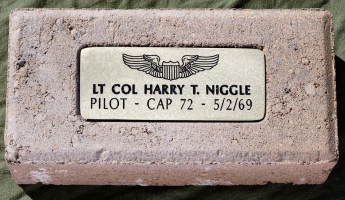 LT COL HARRY T. NIGGLE
PILOT - CAP 72 - 5/2/69